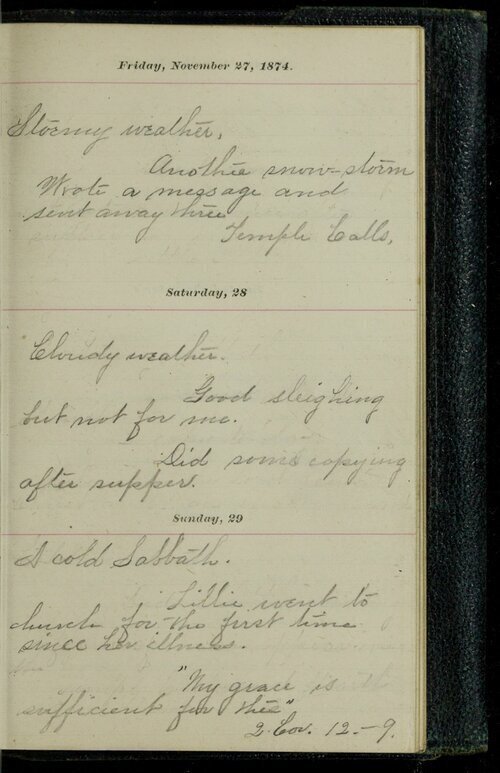 Friday, November 27, 1874.
Stormy weather,
Another snow-storm
Wrote a message and
sent away three
Temple Calls,
Saturday, 28
Cloudy weather.
Good sleighing
but not for me.
Did some copying
after supper.
Sunday, 29
A cold Sabbath.
Lillie went to
church for the first time
since her illness.
"My grace is
sufficient for thee"
2 Cor. 12.-9.